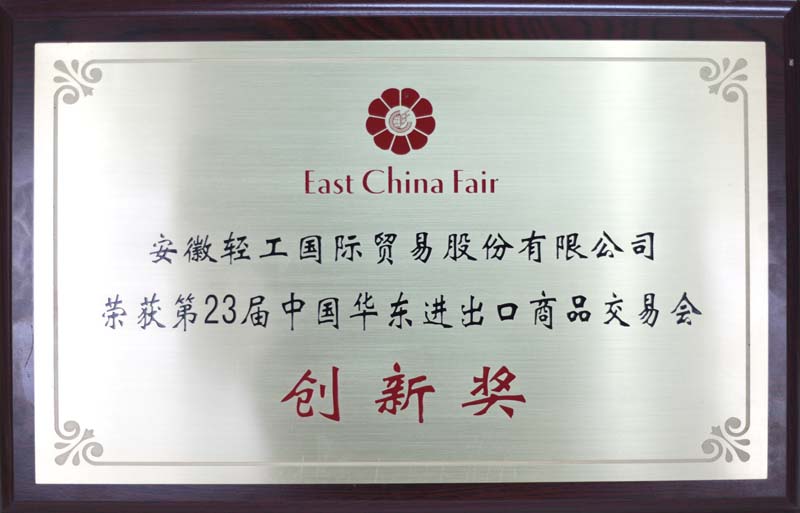 East China Fair
安徽轻工国际贸易股份有限公司
荣获第23届中国华东进出口商品交易会
创新奖